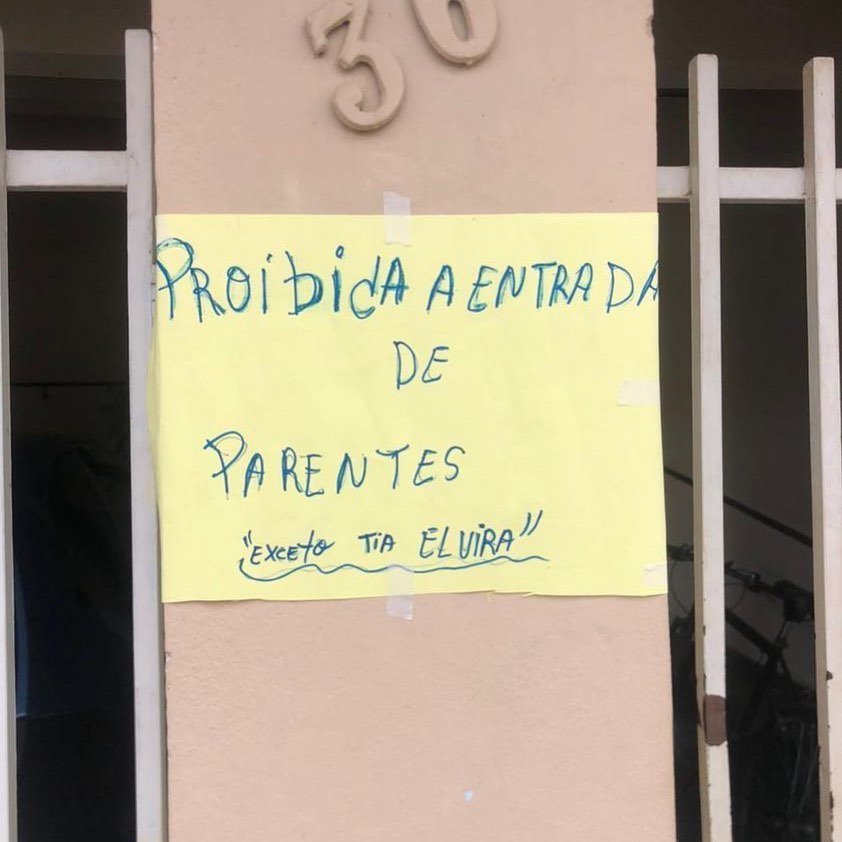 30
PROibidA A ENTRADA
DE
PARENTES
"EXCEto TiA ELVIRA"